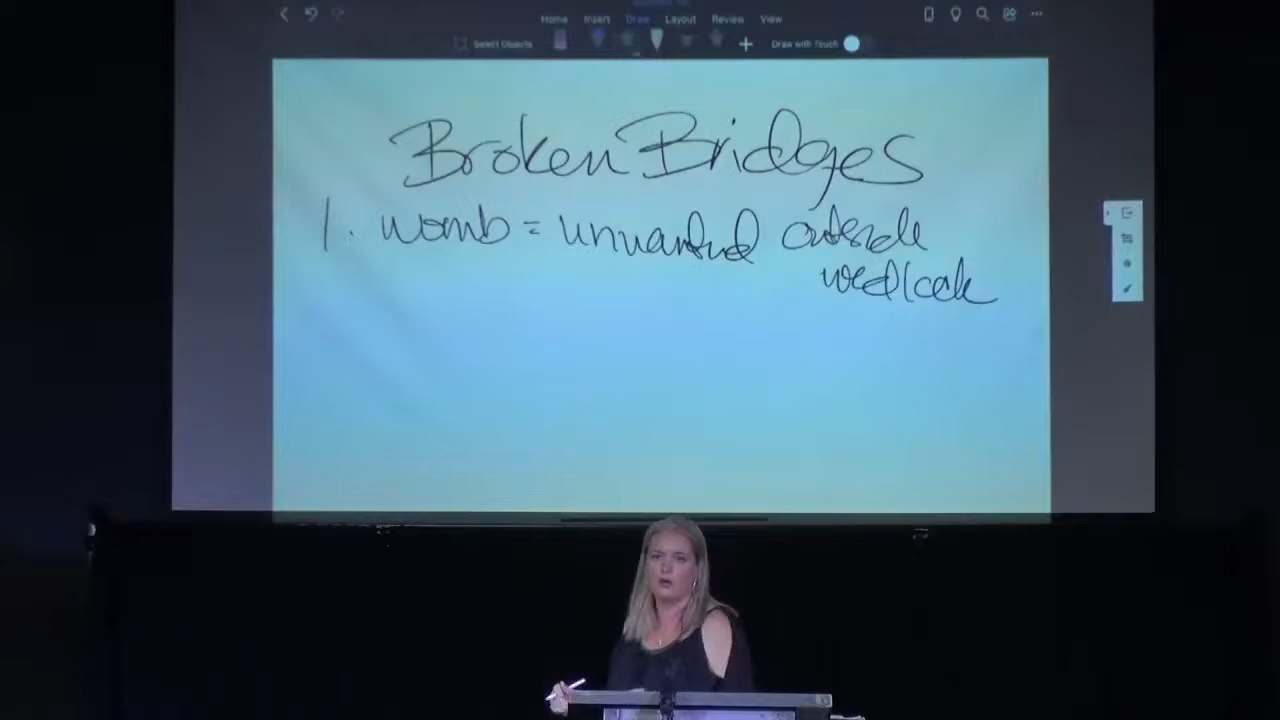 Home Insert Draw Layout Review View
Select Objects Draw with Touch
Broken Bridges
1. womb = unwanted outside
wedlock